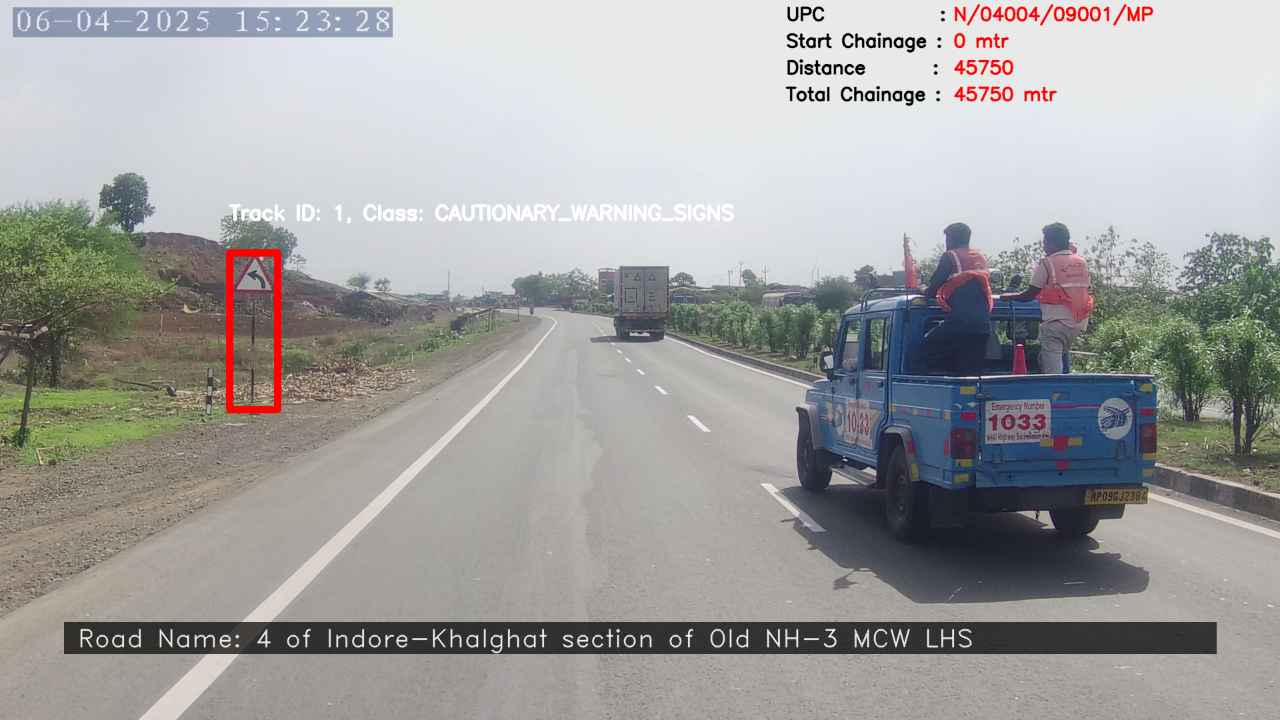 06-04-2025 15:23:28
UPC : N/04004/09001/MP
Start Chainage : 0 mtr
Distance : 45750
Total Chainage : 45750 mtr
Track ID: 1, Class: CAUTIONARY_WARNING_SIGNS
Emergency Number
1033
1033
Road Name: 4 of Indore-Khalghat section of Old NH-3 MCW LHS